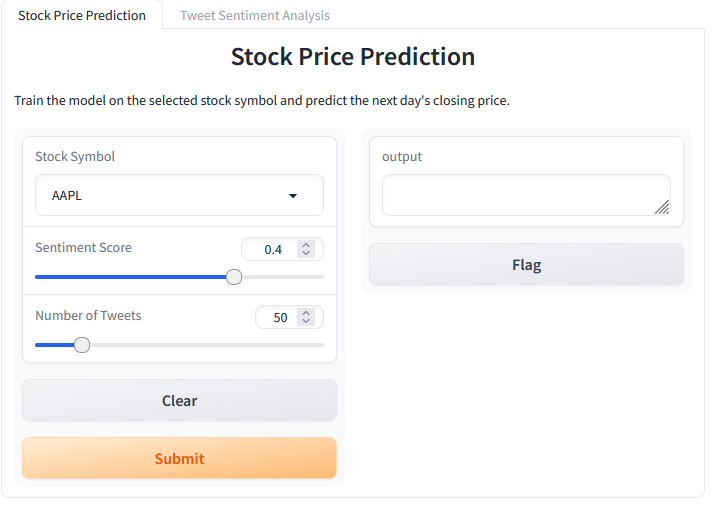 Stock Price Prediction
Tweet Sentiment Analysis
Stock Price Prediction
Train the model on the selected stock symbol and predict the next day's closing price.
Stock Symbol
AAPL
Sentiment Score
0.4
Number of Tweets
50
Clear
Submit
output
Flag